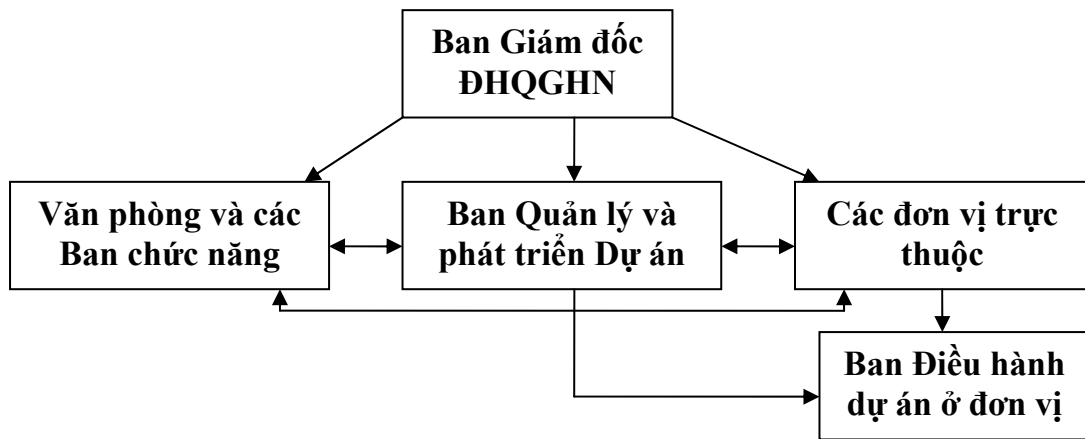 Ban Giám đốc
ĐHQGHN
Văn phòng và các
Ban chức năng
Ban Quản lý và
phát triển Dự án
Các đơn vị trực
thuộc
Ban Điều hành
dự án ở đơn vị